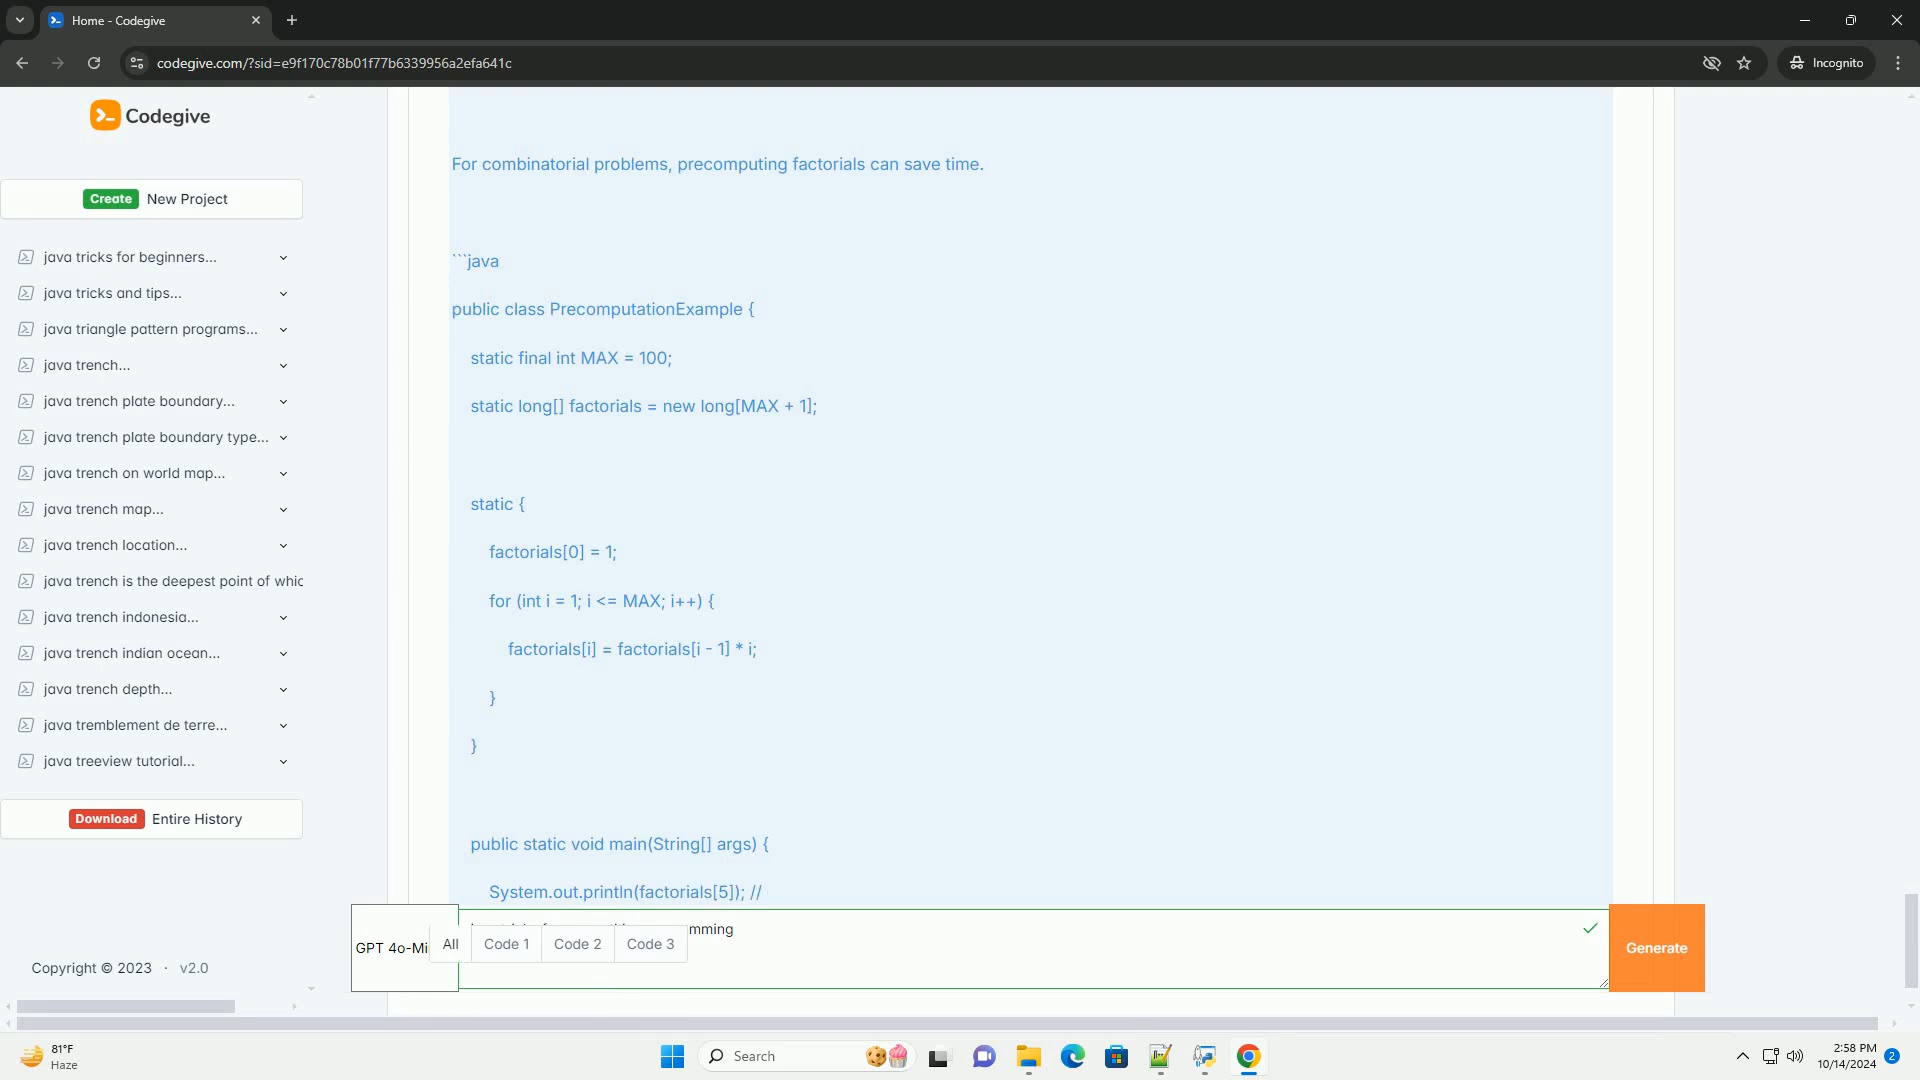 Home - Codegive
codegive.com/?sid=e9f170c78b01f77b6339956a2efa641c
Incognito
Codegive
Create New Project
java tricks for beginners...
java tricks and tips...
java triangle pattern programs...
java trench...
java trench plate boundary...
java trench plate boundary type...
java trench on world map...
java trench map...
java trench location...
java trench is the deepest point of whic
java trench indonesia...
java trench indian ocean...
java trench depth...
java tremblement de terre...
java treeview tutorial...
Download Entire History
Copyright © 2023 · v2.0
For combinatorial problems, precomputing factorials can save time.
```java
public class PrecomputationExample {
static final int MAX = 100;
static long[] factorials = new long[MAX + 1];
static {
factorials[0] = 1;
for (int i = 1; i <= MAX; i++) {
factorials[i] = factorials[i - 1] * i;
}
}
public static void main(String[] args) {
System.out.println(factorials[5]); //
mming
GPT 4o-Mi
All Code 1 Code 2 Code 3
Generate
81°F
Haze
Search
2:58 PM
10/14/2024
2